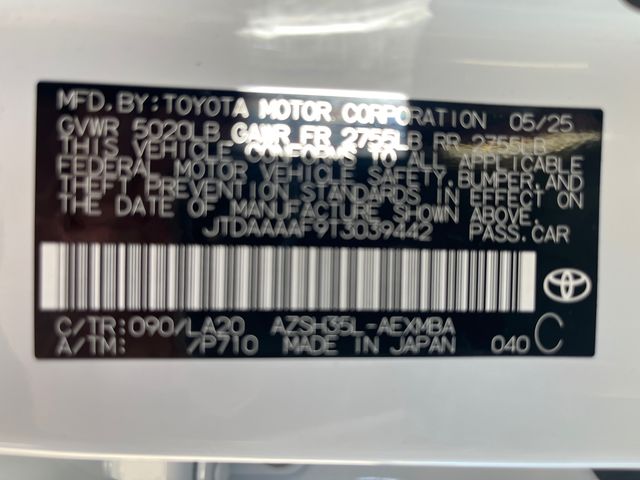 MFD. BY: TOYOTA MOTOR CORPORATION 05/25
GVWR 5020LB GAWR FR 2755LB RR 2755LB
THIS VEHICLE CONFORMS TO ALL APPLICABLE
FEDERAL MOTOR VEHICLE SAFETY, BUMPER, AND
THEFT PREVENTION STANDARDS IN EFFECT ON
THE DATE OF MANUFACTURE SHOWN ABOVE.
JTDAAAAF9T3039442 PASS.CAR
C/TR:090/LA20 AZSH35L-AEXMBA C
A/TM: /P710 MADE IN JAPAN 040